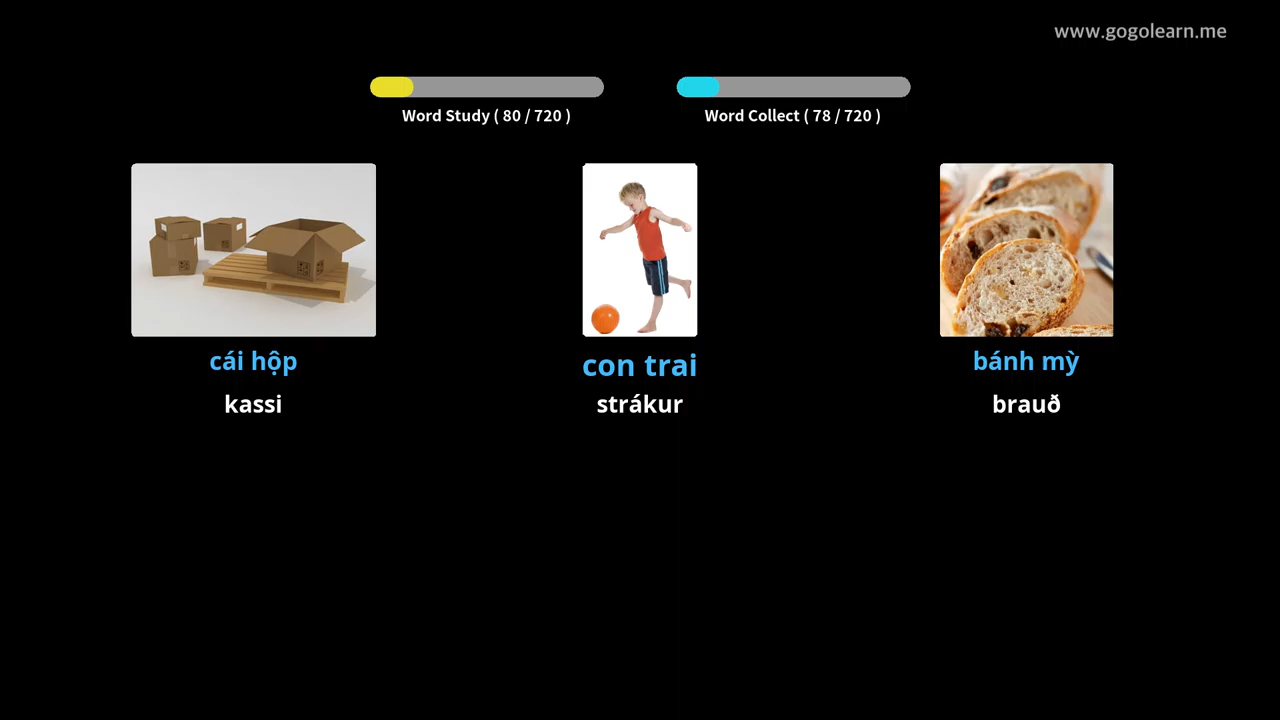 www.gogolearn.me
Word Study ( 80 / 720 )
Word Collect ( 78 / 720 )
cái hộp
con trai
bánh mỳ
kassi
strákur
brauð